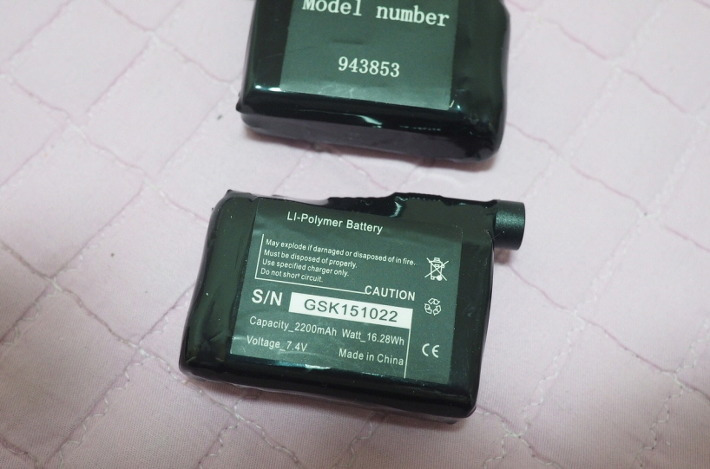 Model number
943853
LI-Polymer Battery
May explode if damaged or disaposed of in fire.
Must be disposed of properly.
Use specified charger only.
Do not short circuit.
CAUTION
S/N GSK151022
Capacity_2200mAh Watt_16.28Wh
Voltage_7.4V
Made in China
CE